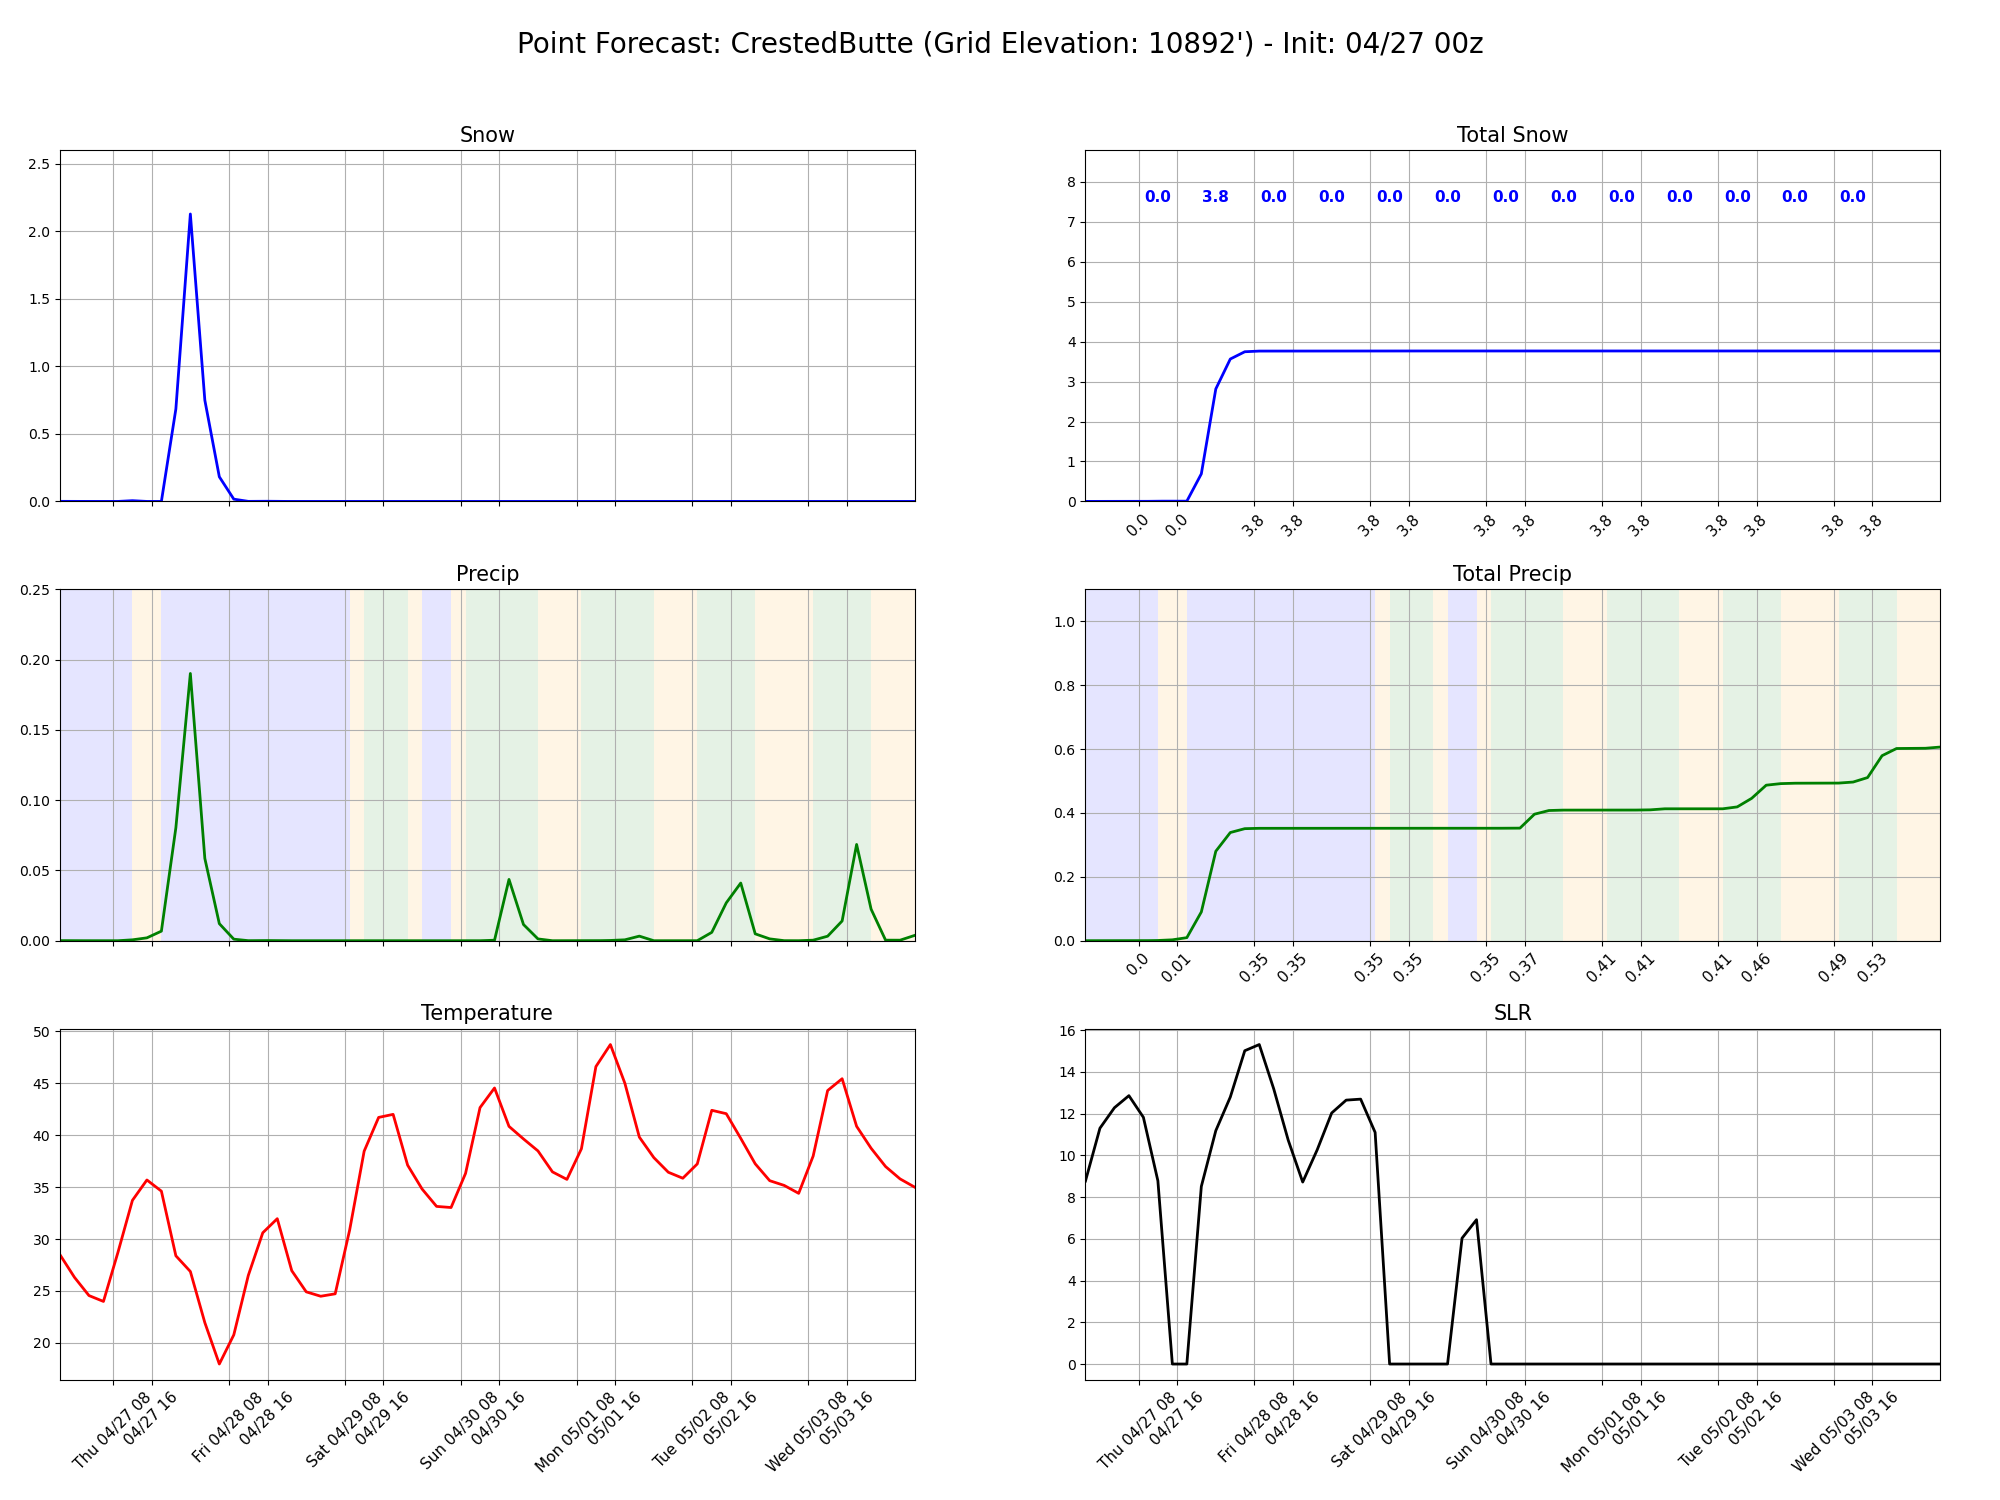 Point Forecast: CrestedButte (Grid Elevation: 10892') - Init: 04/27 00z
Snow
2.5
2.0
1.5
1.0
0.5
0.0
Total Snow
0.0 3.8 0.0 0.0 0.0 0.0 0.0 0.0 0.0 0.0 0.0 0.0 0.0
8
7
6
5
4
3
2
1
0
0.0 0.0 3.8 3.8 3.8 3.8 3.8 3.8 3.8 3.8 3.8 3.8 3.8 3.8
Precip
0.25
0.20
0.15
0.10
0.05
0.00
Total Precip
1.0
0.8
0.6
0.4
0.2
0.0
0.0 0.01 0.35 0.35 0.35 0.35 0.35 0.37 0.41 0.41 0.41 0.46 0.49 0.53
Temperature
50
45
40
35
30
25
20
Thu 04/27 08
04/27 16
Fri 04/28 08
04/28 16
Sat 04/29 08
04/29 16
Sun 04/30 08
04/30 16
Mon 05/01 08
05/01 16
Tue 05/02 08
05/02 16
Wed 05/03 08
05/03 16
SLR
16
14
12
10
8
6
4
2
0
Thu 04/27 08
04/27 16
Fri 04/28 08
04/28 16
Sat 04/29 08
04/29 16
Sun 04/30 08
04/30 16
Mon 05/01 08
05/01 16
Tue 05/02 08
05/02 16
Wed 05/03 08
05/03 16